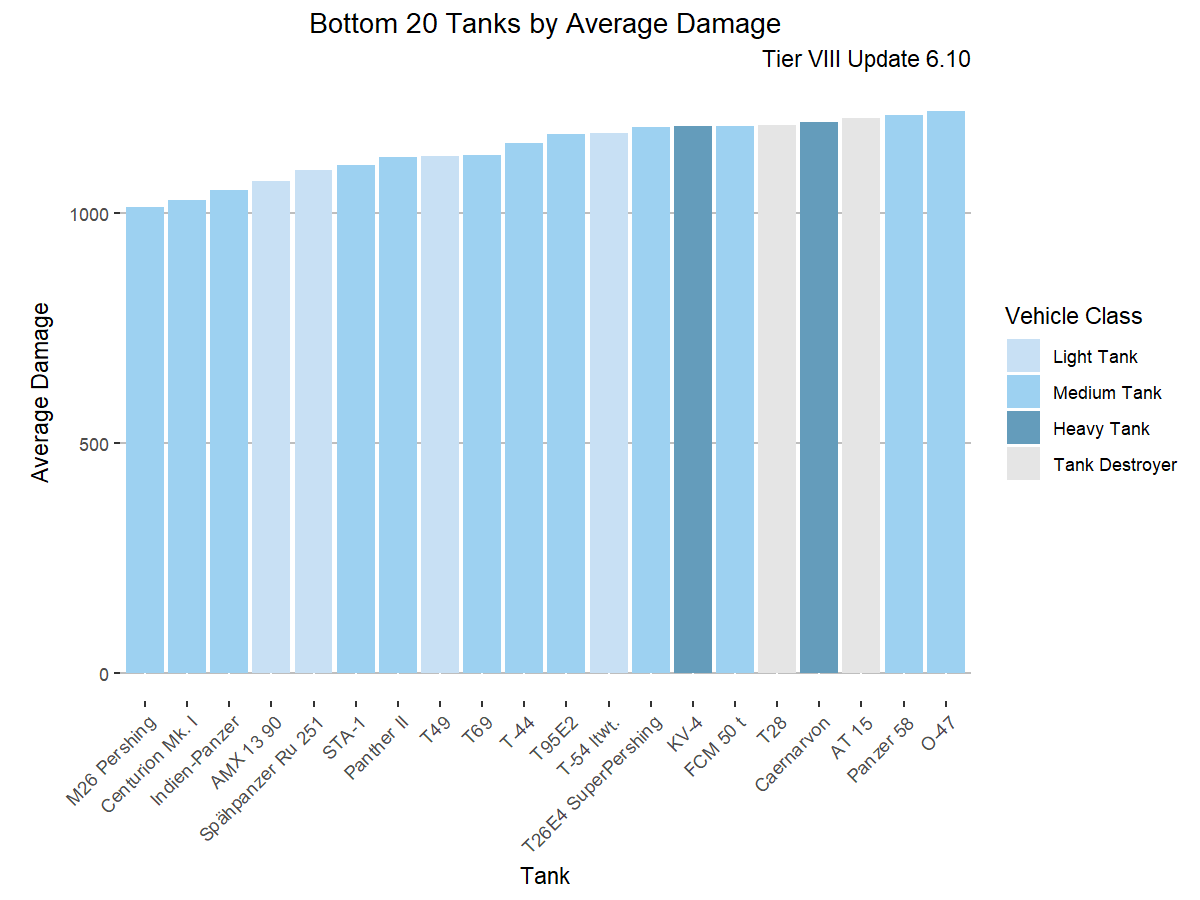 Bottom 20 Tanks by Average Damage
Tier VIII Update 6.10
Average Damage
1000
500
0
M26 Pershing
Centurion Mk. I
Indien-Panzer
AMX 13 90
Spähpanzer Ru 251
STA-1
Panther II
T49
T69
T-44
T95E2
T-54 ltwt.
T26E4 SuperPershing
KV-4
FCM 50 t
T28
Caernarvon
AT 15
Panzer 58
O-47
Tank
Vehicle Class
Light Tank
Medium Tank
Heavy Tank
Tank Destroyer